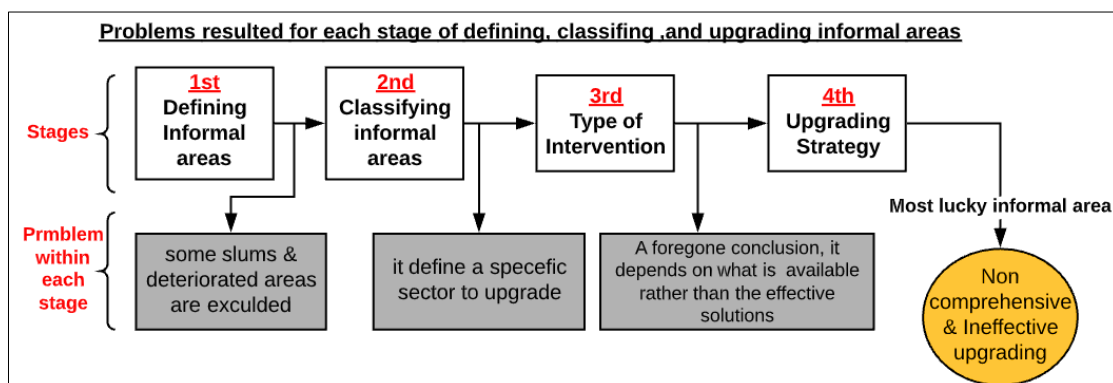 Problems resulted for each stage of defining, classifing ,and upgrading informal areas
Stages
1st
Defining
Informal
areas
2nd
Classifying
informal
areas
3rd
Type of
Intervention
4th
Upgrading
Strategy
Most lucky informal area
Prmblem
within
each
stage
some slums &
deteriorated areas
are exculded
it define a specefic
sector to upgrade
A foregone conclusion, it
depends on what is available
rather than the effective
solutions
Non
comprehensive
& Ineffective
upgrading